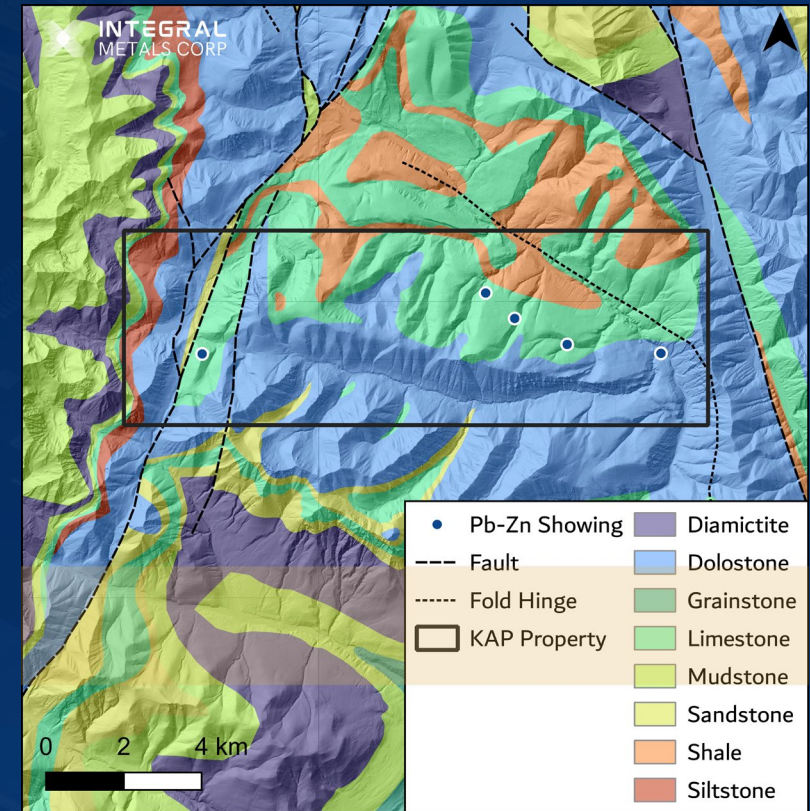 INTEGRAL
METALS CORP
Pb-Zn Showing
Fault
Fold Hinge
KAP Property
Diamictite
Dolostone
Grainstone
Limestone
Mudstone
Sandstone
Shale
Siltstone
0 2 4 km